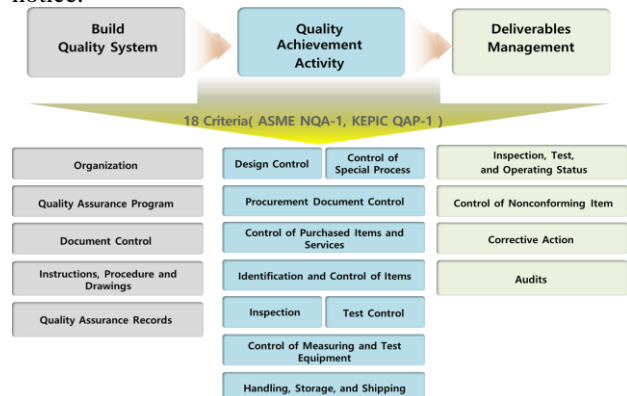 notice.
Build
Quality System
Quality
Achievement
Activity
Deliverables
Management
18 Criteria( ASME NQA-1, KEPIC QAP-1 )
Organization
Quality Assurance Program
Document Control
Instructions, Procedure and
Drawings
Quality Assurance Records
Design Control
Control of
Special Process
Procurement Document Control
Control of Purchased Items and
Services
Identification and Control of Items
Inspection
Test Control
Control of Measuring and Test
Equipment
Handling, Storage, and Shipping
Inspection, Test,
and Operating Status
Control of Nonconforming Item
Corrective Action
Audits